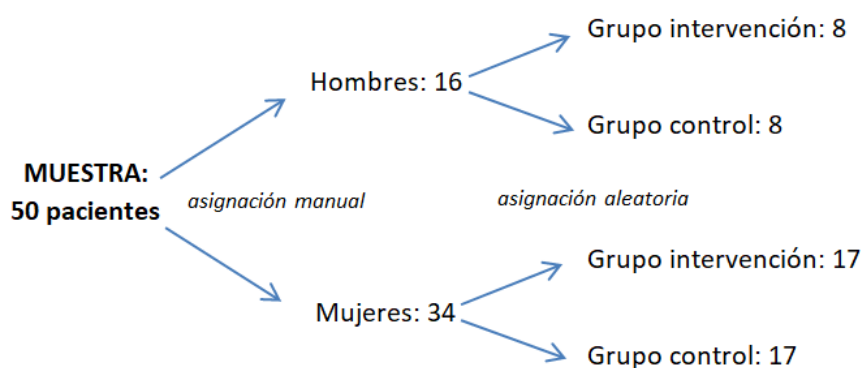 Grupo intervención: 8
Hombres: 16
Grupo control: 8
MUESTRA:
50 pacientes
asignación manual
asignación aleatoria
Grupo intervención: 17
Mujeres: 34
Grupo control: 17